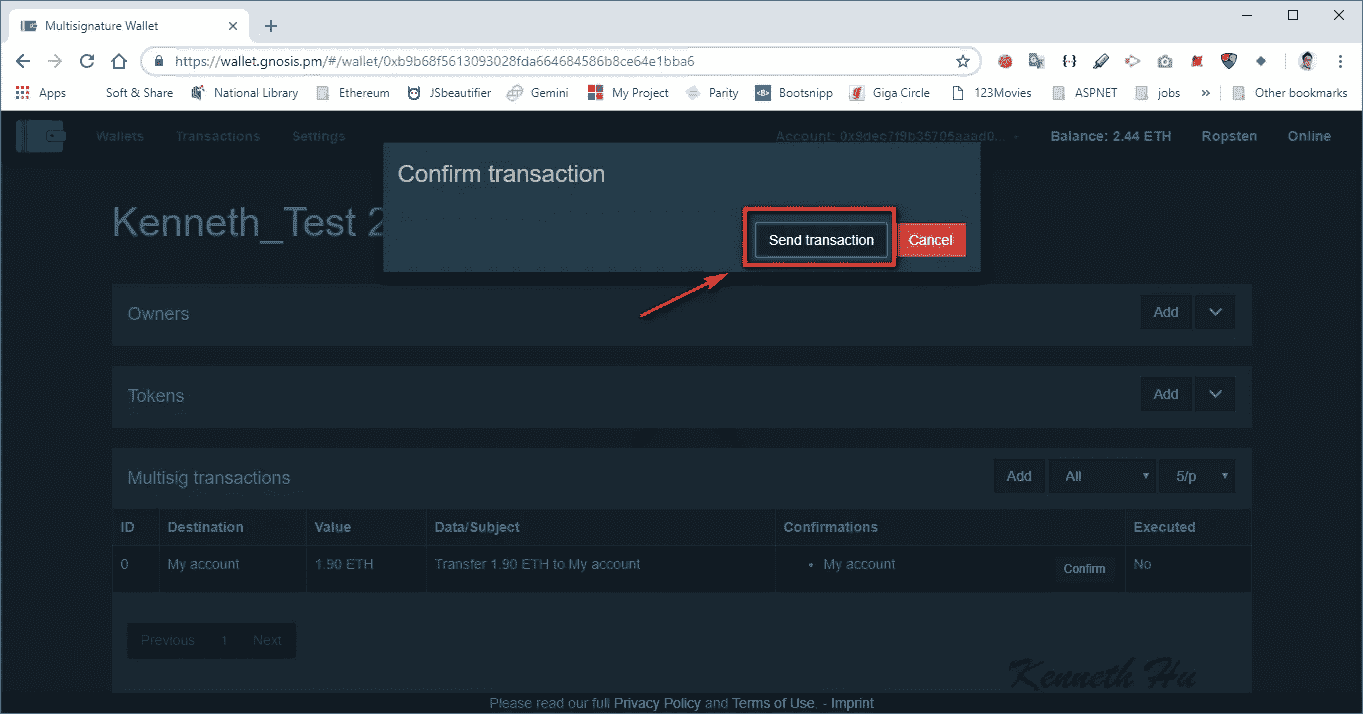 Multisignature Wallet
https://wallet.gnosis.pm/#/wallet/0xb9b68f5613093028fda664684586b8ce64e1bba6
Apps Soft & Share National Library Ethereum JSbeautifier Gemini My Project Parity Bootsnipp Giga Circle 123Movies ASPNET jobs » Other bookmarks
Wallets Transactions Settings Account: 0x9dec7f9b35705aaad0... Balance: 2.44 ETH Ropsten Online
Confirm transaction
Kenneth_Test 2
Send transaction Cancel
Owners Add
Tokens Add
Multisig transactions Add All 5/p
ID Destination Value Data/Subject Confirmations Executed
0 My account 1.90 ETH Transfer 1.90 ETH to My account • My account Confirm No
Previous 1 Next
Kenneth Hu
Please read our full Privacy Policy and Terms of Use. - Imprint